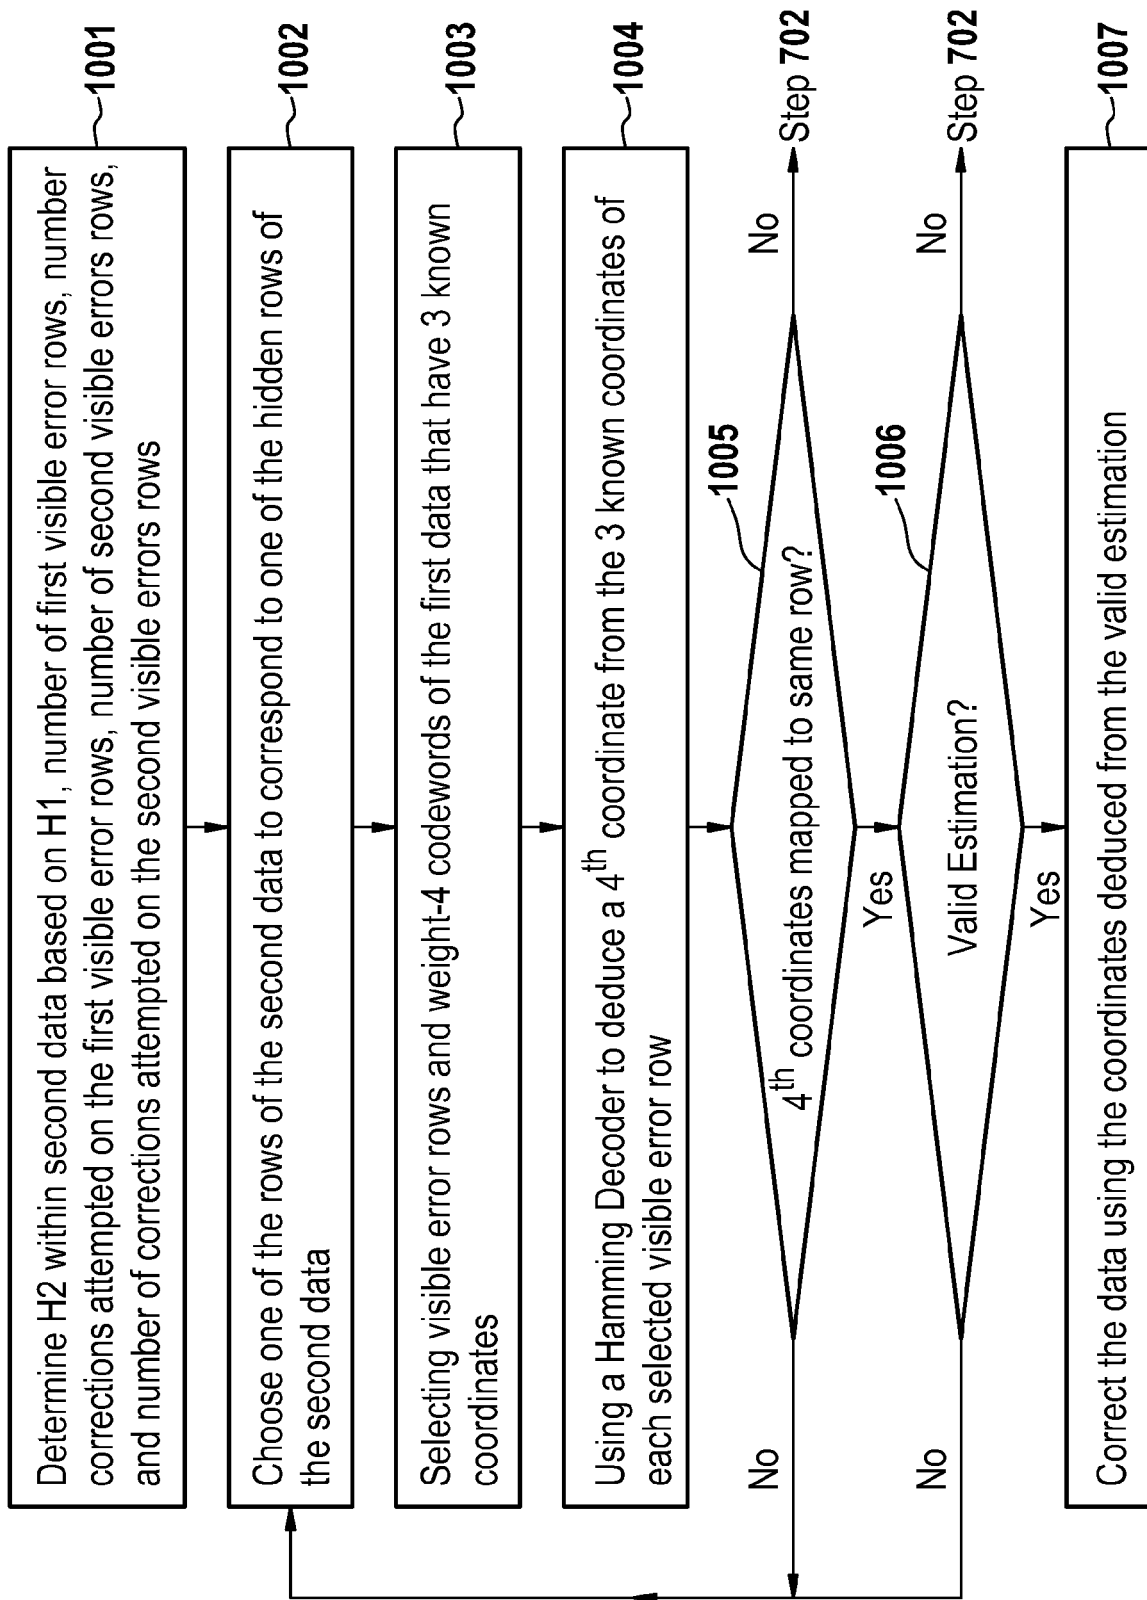 Determine H2 within second data based on H1, number of first visible error rows, number
corrections attempted on the first visible error rows, number of second visible errors rows,
and number of corrections attempted on the second visible errors rows
1001
Choose one of the rows of the second data to correspond to one of the hidden rows of
the second data
1002
Selecting visible error rows and weight-4 codewords of the first data that have 3 known
coordinates
1003
Using a Hamming Decoder to deduce a 4th coordinate from the 3 known coordinates of
each selected visible error row
1004
No
4th coordinates mapped to same row?
1005
No
Step 702
Yes
No
Valid Estimation?
1006
No
Step 702
Yes
Correct the data using the coordinates deduced from the valid estimation
1007